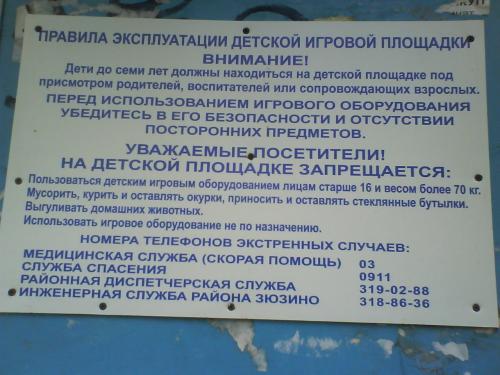 ПРАВИЛА ЭКСПЛУАТАЦИИ ДЕТСКОЙ ИГРОВОЙ ПЛОЩАДКИ
ВНИМАНИЕ!
Дети до семи лет должны находиться на детской площадке под
присмотром родителей, воспитателей или сопровождающих взрослых.
ПЕРЕД ИСПОЛЬЗОВАНИЕМ ИГРОВОГО ОБОРУДОВАНИЯ
УБЕДИТЕСЬ В ЕГО БЕЗОПАСНОСТИ И ОТСУТСТВИИ
ПОСТОРОННИХ ПРЕДМЕТОВ.
УВАЖАЕМЫЕ ПОСЕТИТЕЛИ!
НА ДЕТСКОЙ ПЛОЩАДКЕ ЗАПРЕЩАЕТСЯ:
Пользоваться детским игровым оборудованием лицам старше 16 и весом более 70 кг.
Мусорить, курить и оставлять окурки, приносить и оставлять стеклянные бутылки.
Выгуливать домашних животных.
Использовать игровое оборудование не по назначению.
НОМЕРА ТЕЛЕФОНОВ ЭКСТРЕННЫХ СЛУЧАЕВ:
МЕДИЦИНСКАЯ СЛУЖБА (СКОРАЯ ПОМОЩЬ) 03
СЛУЖБА СПАСЕНИЯ 0911
РАЙОННАЯ ДИСПЕТЧЕРСКАЯ СЛУЖБА 319-02-88
ИНЖЕНЕРНАЯ СЛУЖБА РАЙОНА ЗЮЗИНО 318-86-36